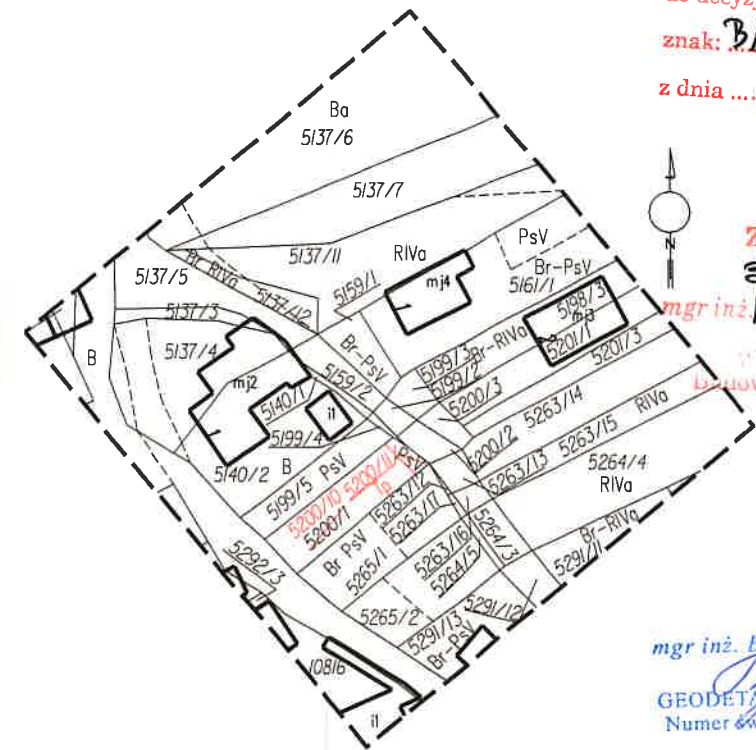 znak:
z dnia ....
Ba
5137/6
5137/7
5137/11
RIVa
PsV
Br-PsV
5161/1
5137/5
Br RIVa
5137/12
5159/1
mj4
5198/3
mj3
5201/1
5201/3
mgr inż.
5137/3
5137/4
B
mj2
Br-PsV
5159/2
5199/3
Br-RIVa
5199/2
5200/3
5140/1
i1
5199/4
5140/2
B
5200/2
5263/14
5263/13
5263/15
RIVa
5264/4
RIVa
5199/5 PsV
5200/10
5200/11
PsV
5200/1
5263/12
5263/17
Br PsV
5265/1
5263/16
5264/5
5264/3
Br-RIVa
5291/11
5292/3
5265/2
5291/12
5291/13
Br-PsV
10816
i1
N
mgr inż.
GEODETA
Numer